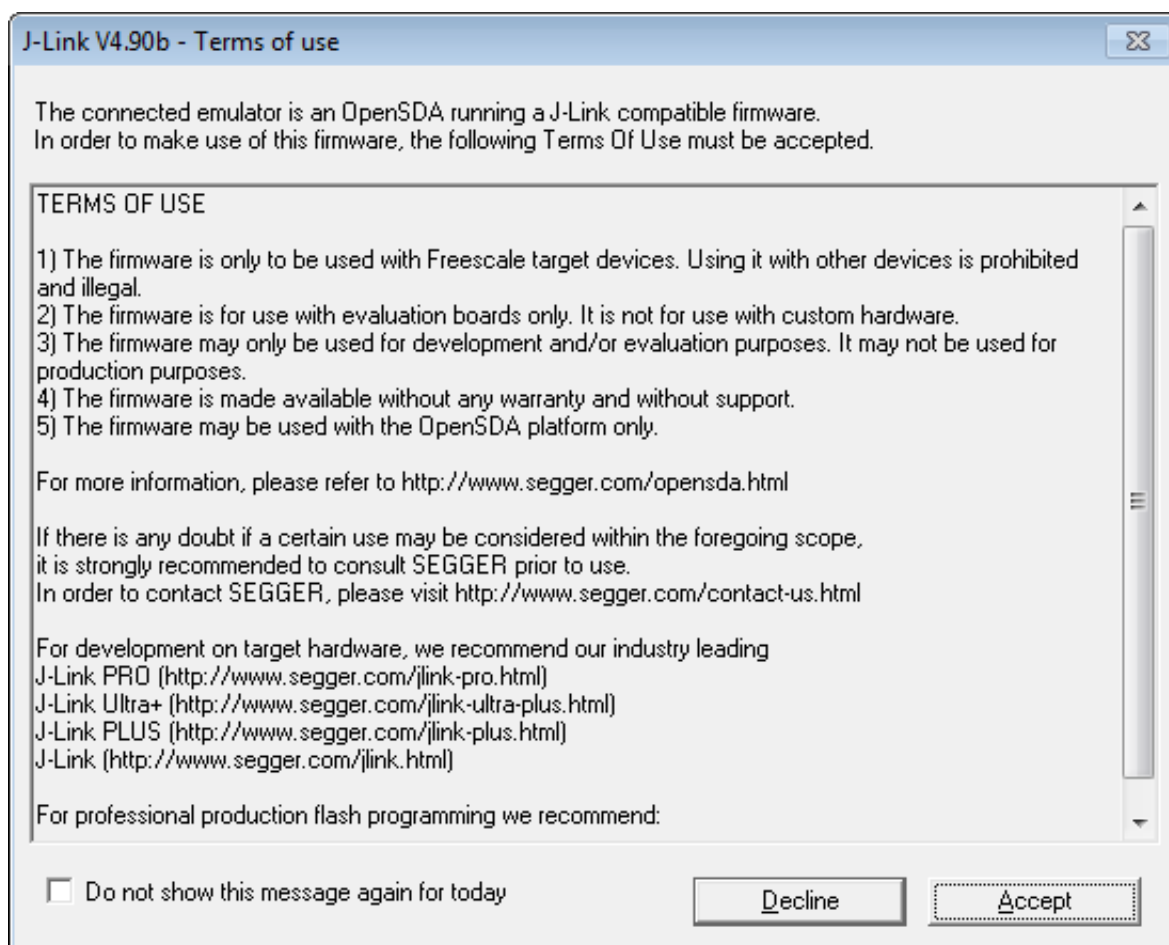 J-Link V4.90b - Terms of use
The connected emulator is an OpenSDA running a J-Link compatible firmware.
In order to make use of this firmware, the following Terms Of Use must be accepted.
TERMS OF USE
1) The firmware is only to be used with Freescale target devices. Using it with other devices is prohibited
and illegal.
2) The firmware is for use with evaluation boards only. It is not for use with custom hardware.
3) The firmware may only be used for development and/or evaluation purposes. It may not be used for
production purposes.
4) The firmware is made available without any warranty and without support.
5) The firmware may be used with the OpenSDA platform only.
For more information, please refer to http://www.segger.com/opensda.html
If there is any doubt if a certain use may be considered within the foregoing scope,
it is strongly recommended to consult SEGGER prior to use.
In order to contact SEGGER, please visit http://www.segger.com/contact-us.html
For development on target hardware, we recommend our industry leading
J-Link PRO (http://www.segger.com/jlink-pro.html)
J-Link Ultra+ (http://www.segger.com/jlink-ultra-plus.html)
J-Link PLUS (http://www.segger.com/jlink-plus.html)
J-Link (http://www.segger.com/jlink.html)
For professional production flash programming we recommend:
Do not show this message again for today
Decline
Accept